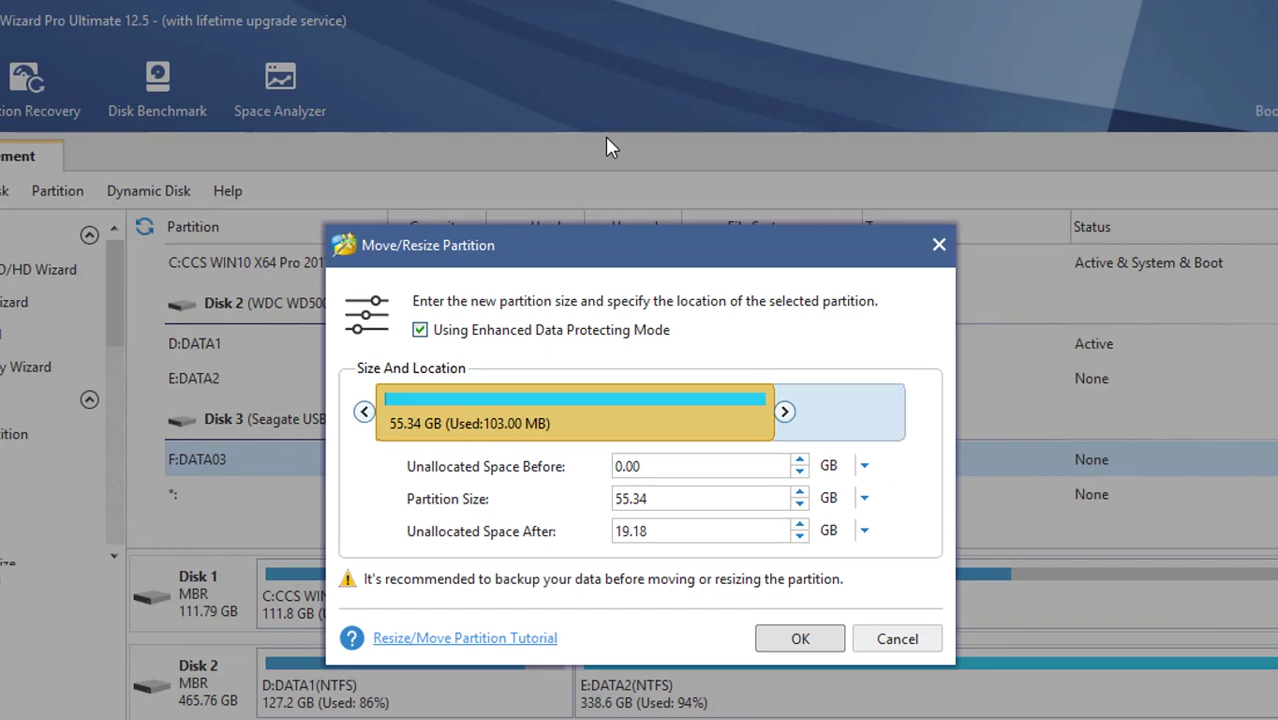 Wizard Pro Ultimate 12.5 - (with lifetime upgrade service)
tion Recovery
Disk Benchmark
Space Analyzer
Boo
ement
sk
Partition
Dynamic Disk
Help
Partition
Status
C:CCS WIN10 X64 Pro 201
Active & System & Boot
D/HD Wizard
izard
Disk 2 (WDC WD500
D:DATA1
Active
y Wizard
E:DATA2
None
Disk 3 (Seagate USB
tition
F:DATA03
None
*:
None
Move/Resize Partition
Enter the new partition size and specify the location of the selected partition.
Using Enhanced Data Protecting Mode
Size And Location
55.34 GB (Used:103.00 MB)
Unallocated Space Before: 0.00 GB
Partition Size: 55.34 GB
Unallocated Space After: 19.18 GB
It's recommended to backup your data before moving or resizing the partition.
? Resize/Move Partition Tutorial
OK
Cancel
Disk 1
MBR
111.79 GB
C:CCS WIN
111.8 GB (U
Disk 2
MBR
465.76 GB
D:DATA1(NTFS)
127.2 GB (Used: 86%)
E:DATA2(NTFS)
338.6 GB (Used: 94%)